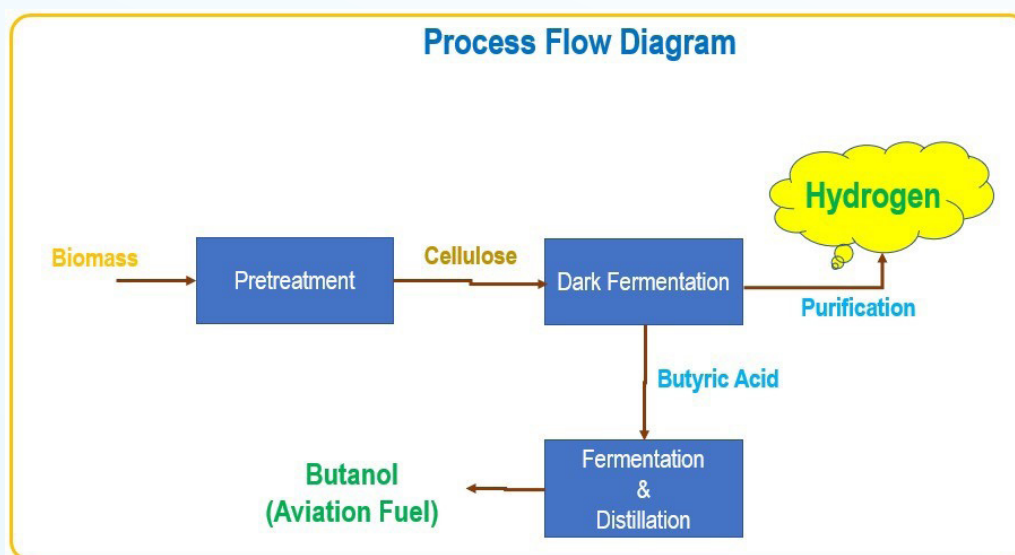 Process Flow Diagram
Hydrogen
Biomass
Pretreatment
Cellulose
Dark Fermentation
Purification
Butyric Acid
Fermentation
&
Distillation
Butanol
(Aviation Fuel)